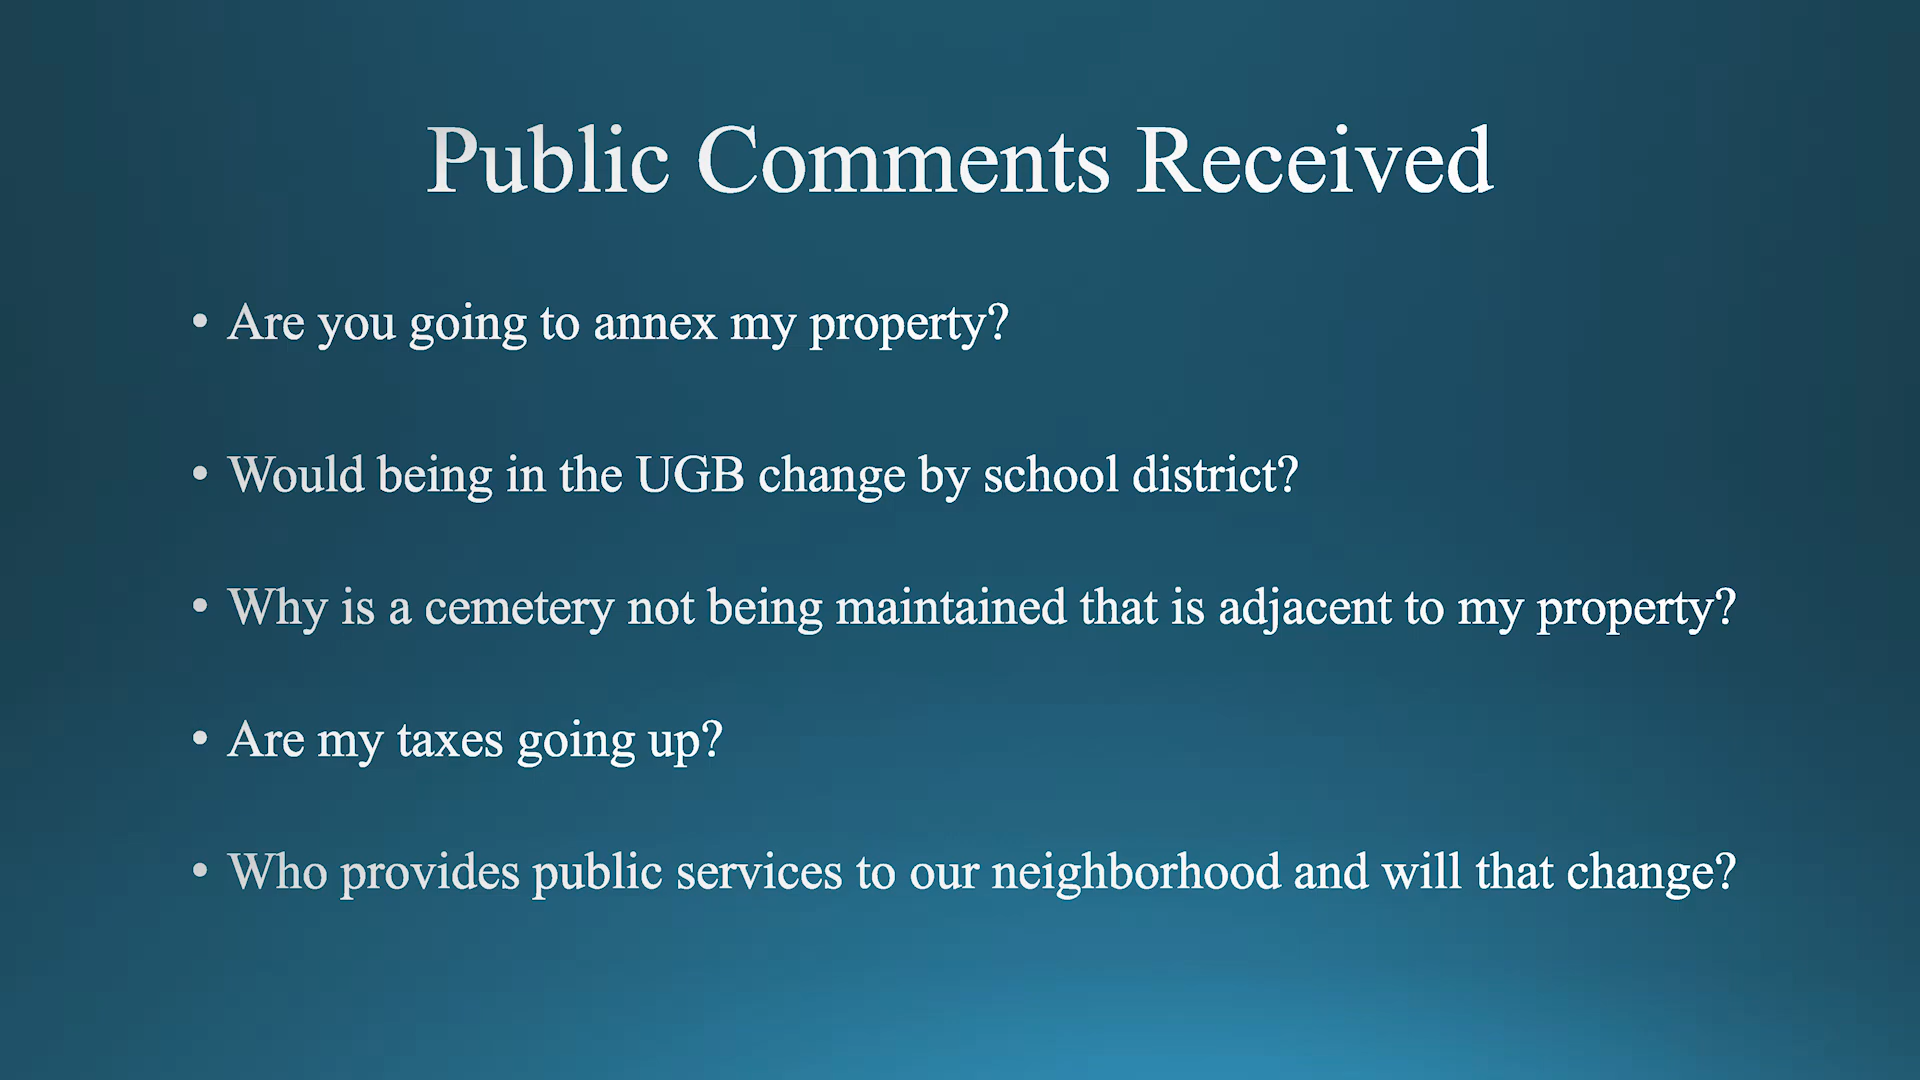 Public Comments Received
• Are you going to annex my property?
• Would being in the UGB change by school district?
• Why is a cemetery not being maintained that is adjacent to my property?
• Are my taxes going up?
• Who provides public services to our neighborhood and will that change?